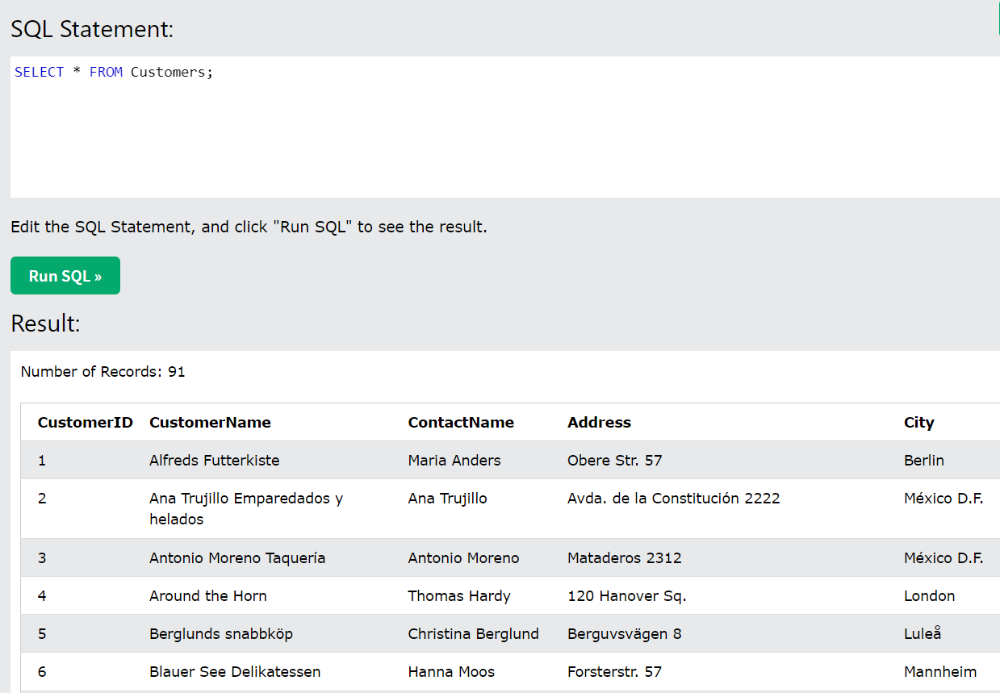 SQL Statement:
SELECT * FROM Customers;
Edit the SQL Statement, and click "Run SQL" to see the result.
Run SQL »
Result:
Number of Records: 91
CustomerID CustomerName ContactName Address City
1 Alfreds Futterkiste Maria Anders Obere Str. 57 Berlin
2 Ana Trujillo Emparedados y helados Ana Trujillo Avda. de la Constitución 2222 México D.F.
3 Antonio Moreno Taquería Antonio Moreno Mataderos 2312 México D.F.
4 Around the Horn Thomas Hardy 120 Hanover Sq. London
5 Berglunds snabbköp Christina Berglund Berguvsvägen 8 Luleå
6 Blauer See Delikatessen Hanna Moos Forsterstr. 57 Mannheim